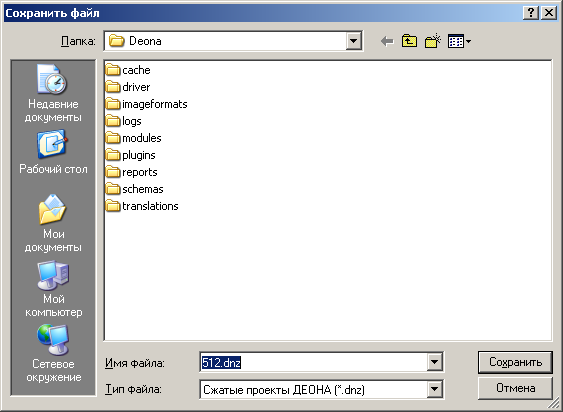 Сохранить файл
Папка:
Deona
Недавние
документы
Рабочий стол
Мои
документы
Мой
компьютер
Сетевое
окружение
cache
driver
imageformats
logs
modules
plugins
reports
schemas
translations
Имя файла:
512.dnz
Сохранить
Тип файла:
Сжатые проекты ДЕОНА (*.dnz)
Отмена